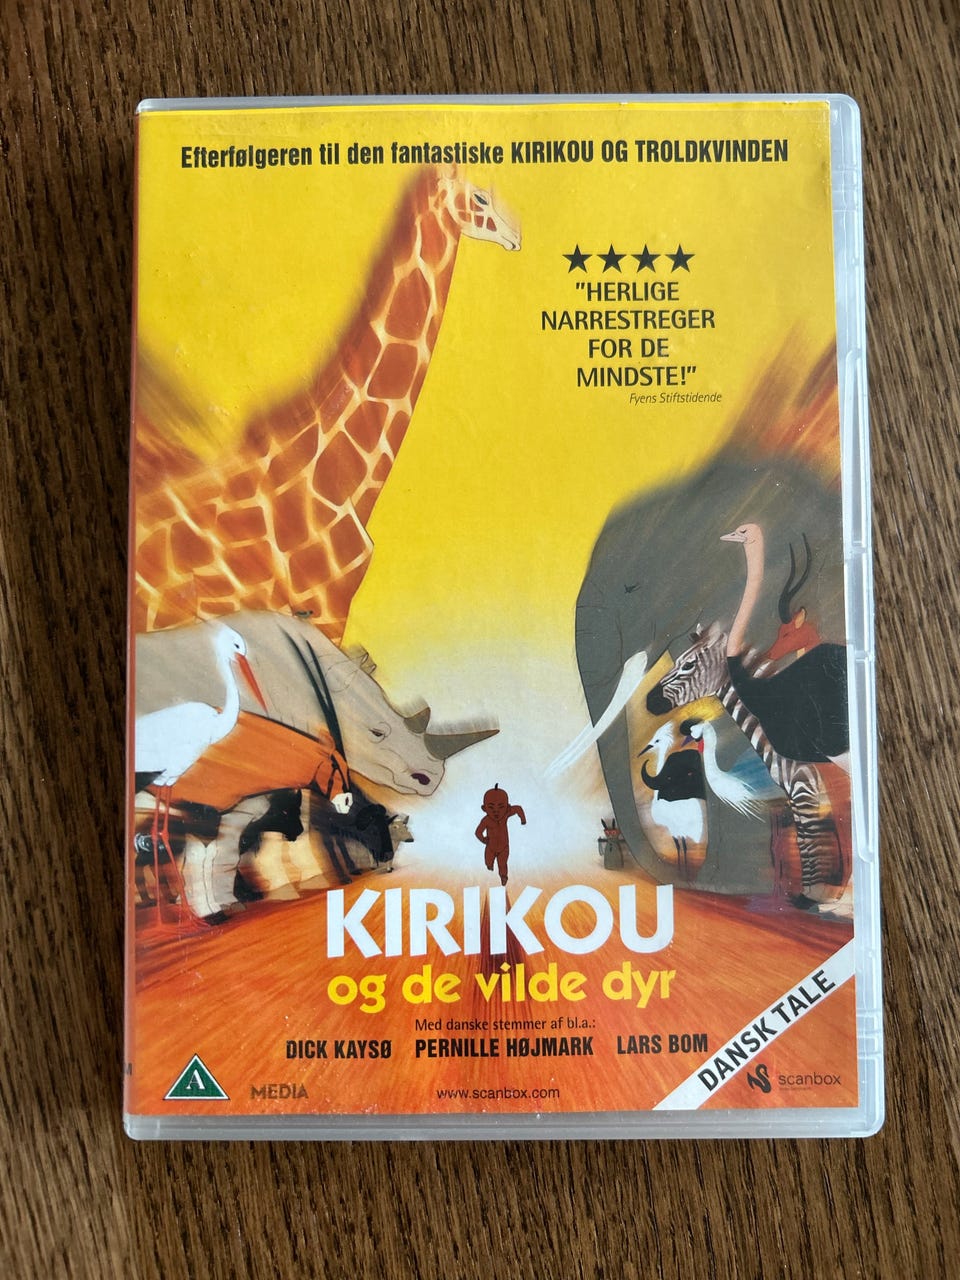 Efterfølgeren til den fantastiske KIRIKOU OG TROLDKVINDEN
★★★★
"HERLIGE
NARRESTREGER
FOR DE
MINDSTE!"
Fyens Stiftstidende
KIRIKOU
og de vilde dyr
Med danske stemmer af bl.a.:
DICK KAYSØ PERNILLE HØJMARK LARS BOM
DANSK TALE
A
MEDIA
www.scanbox.com
scanbox